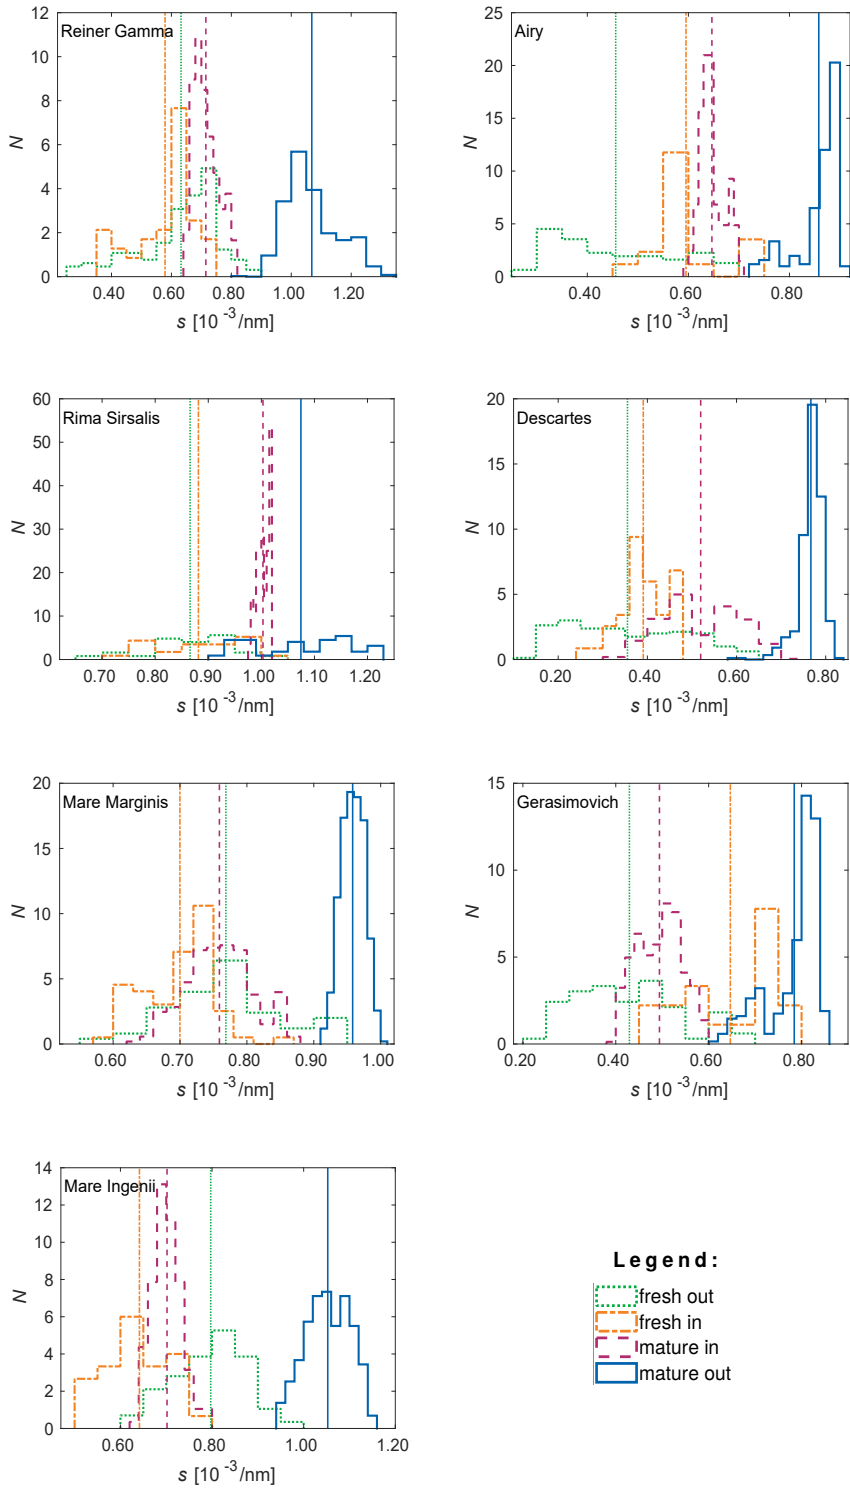 Reiner Gamma
12
10
8
6
4
2
0
N
0.40 0.60 0.80 1.00 1.20
s [10 -3/nm]
Airy
25
20
15
10
5
0
N
0.40 0.60 0.80
s [10 -3/nm]
Rima Sirsalis
60
50
40
30
20
10
0
N
0.70 0.80 0.90 1.00 1.10 1.20
s [10 -3/nm]
Descartes
20
15
10
5
0
N
0.20 0.40 0.60 0.80
s [10 -3/nm]
Mare Marginis
20
15
10
5
0
N
0.60 0.70 0.80 0.90 1.00
s [10 -3/nm]
Gerasimovich
15
10
5
0
N
0.20 0.40 0.60 0.80
s [10 -3/nm]
Mare Ingenii
14
12
10
8
6
4
2
0
N
0.60 0.80 1.00 1.20
s [10 -3/nm]
Legend:
fresh out
fresh in
mature in
mature out